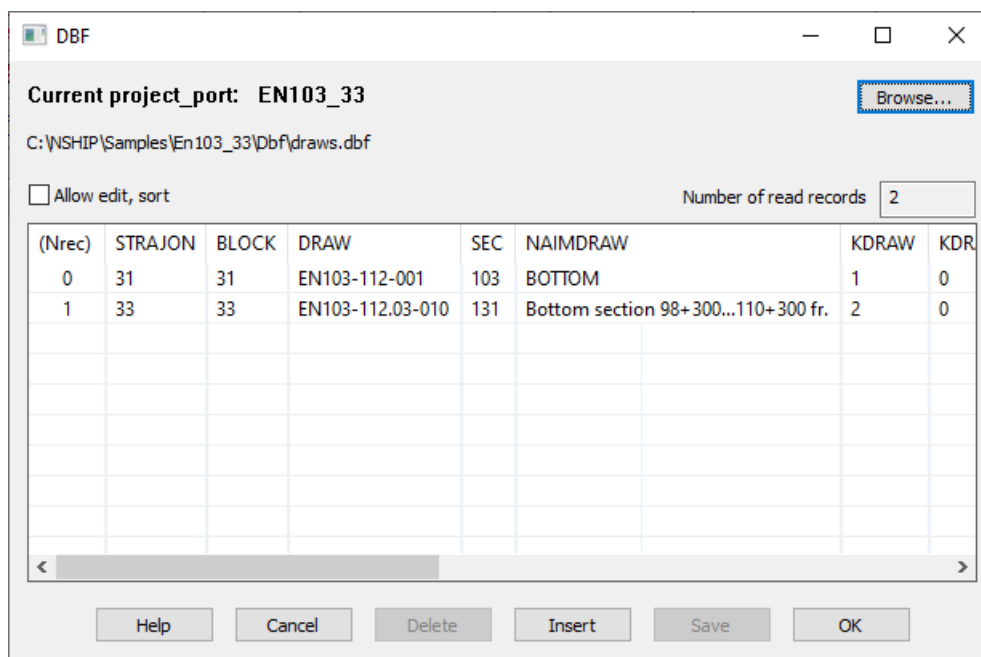 DBF
Current project_port: EN103_33
Browse...
C:\NSHIP\Samples\En103_33\Dbf\draws.dbf
Allow edit, sort
Number of read records 2
(Nrec) STRAJON BLOCK DRAW SEC NAIMDRAW KDRAW KDR
0 31 31 EN103-112-001 103 BOTTOM 1 0
1 33 33 EN103-112.03-010 131 Bottom section 98+300...110+300 fr. 2 0
Help Cancel Delete Insert Save OK